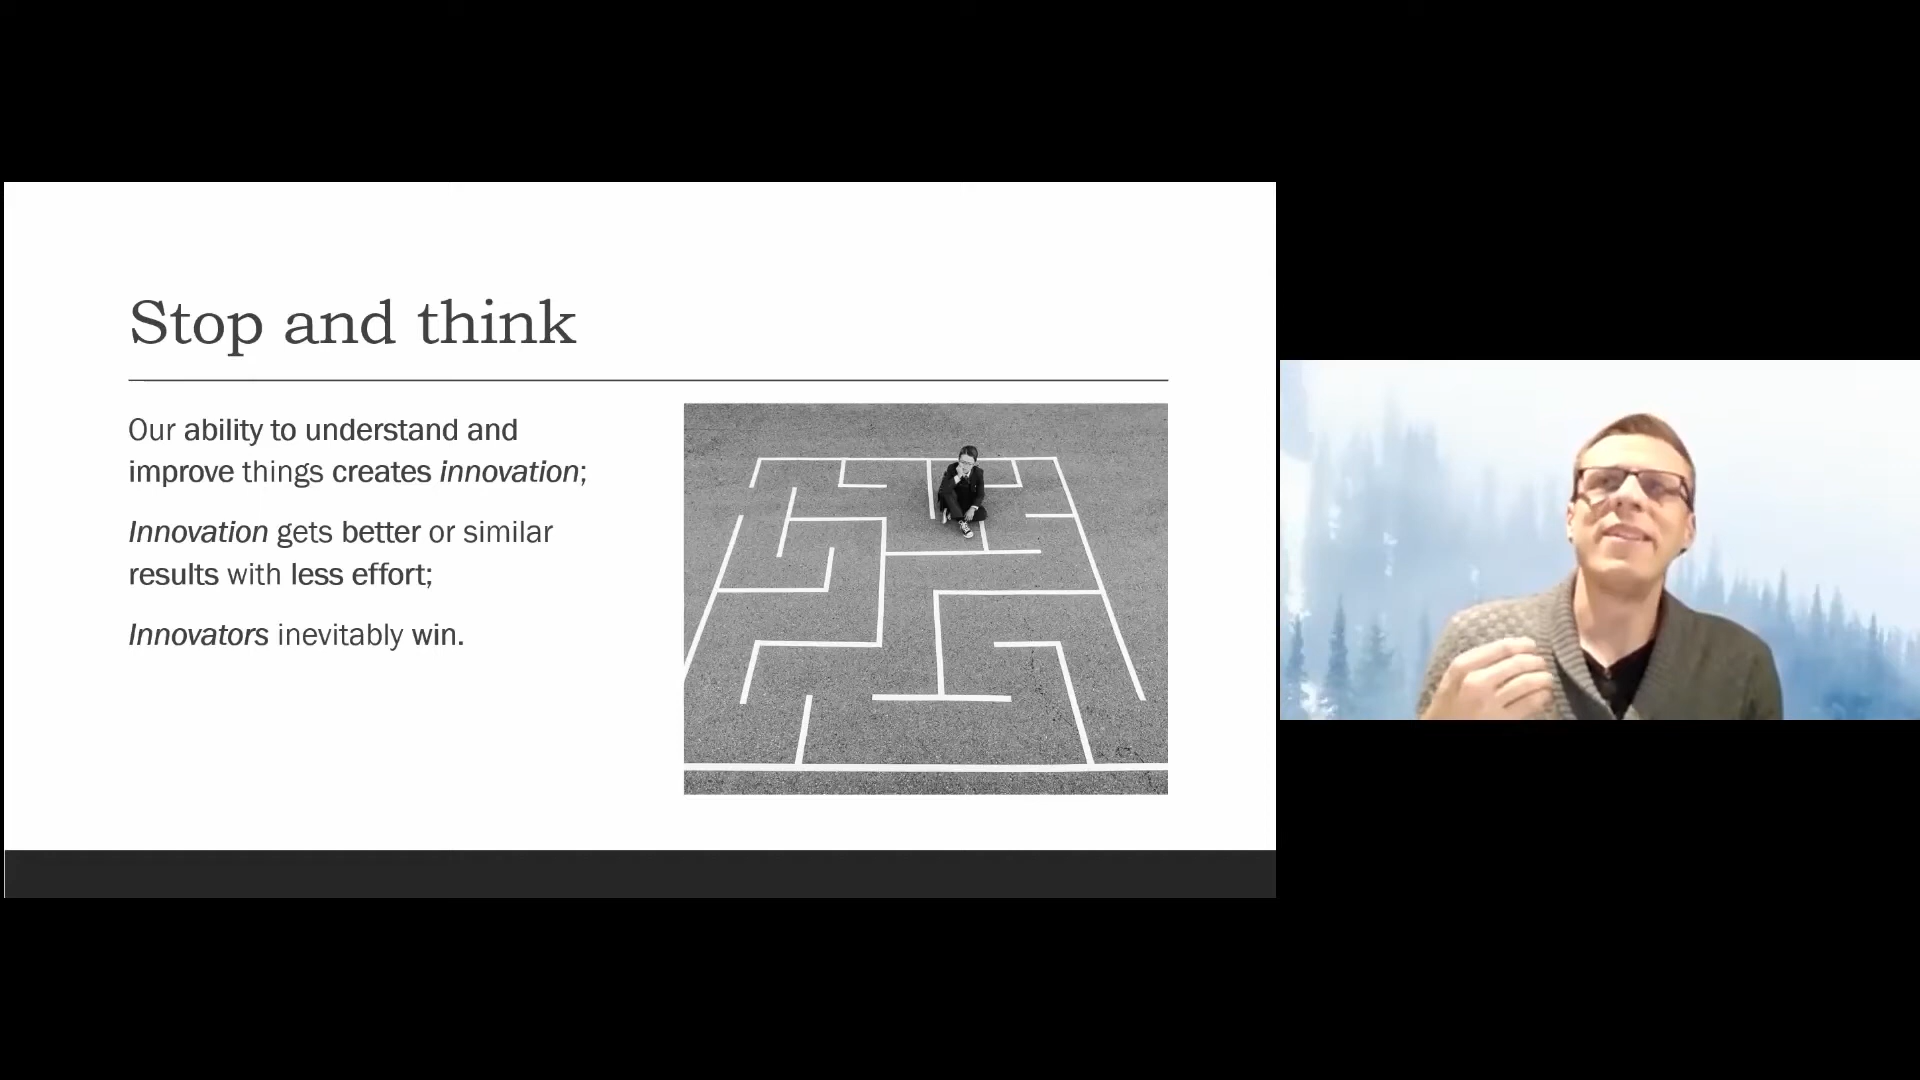 Stop and think
Our ability to understand and
improve things creates innovation;
Innovation gets better or similar
results with less effort;
Innovators inevitably win.